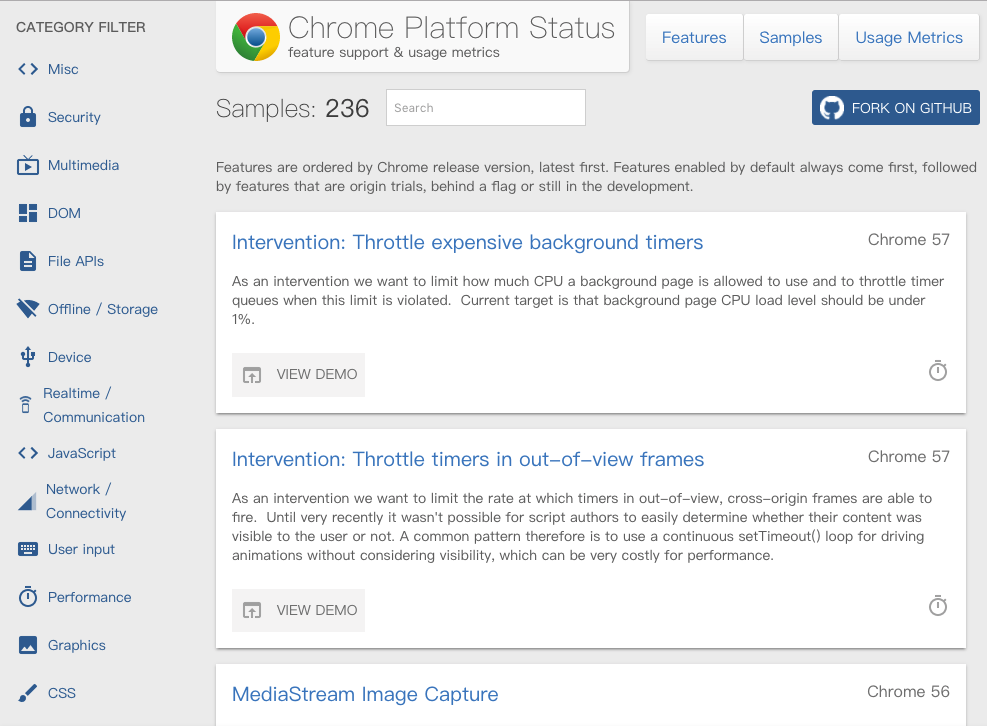 CATEGORY FILTER
Misc
Security
Multimedia
DOM
File APIs
Offline / Storage
Device
Realtime /
Communication
JavaScript
Network /
Connectivity
User input
Performance
Graphics
CSS
Chrome Platform Status
feature support & usage metrics
Features
Samples
Usage Metrics
Samples: 236
Search
FORK ON GITHUB
Features are ordered by Chrome release version, latest first. Features enabled by default always come first, followed
by features that are origin trials, behind a flag or still in the development.
Intervention: Throttle expensive background timers
Chrome 57
As an intervention we want to limit how much CPU a background page is allowed to use and to throttle timer
queues when this limit is violated.  Current target is that background page CPU load level should be under
1%.
VIEW DEMO
Intervention: Throttle timers in out-of-view frames
Chrome 57
As an intervention we want to limit the rate at which timers in out-of-view, cross-origin frames are able to
fire.  Until very recently it wasn't possible for script authors to easily determine whether their content was
visible to the user or not. A common pattern therefore is to use a continuous setTimeout() loop for driving
animations without considering visibility, which can be very costly for performance.
VIEW DEMO
MediaStream Image Capture
Chrome 56